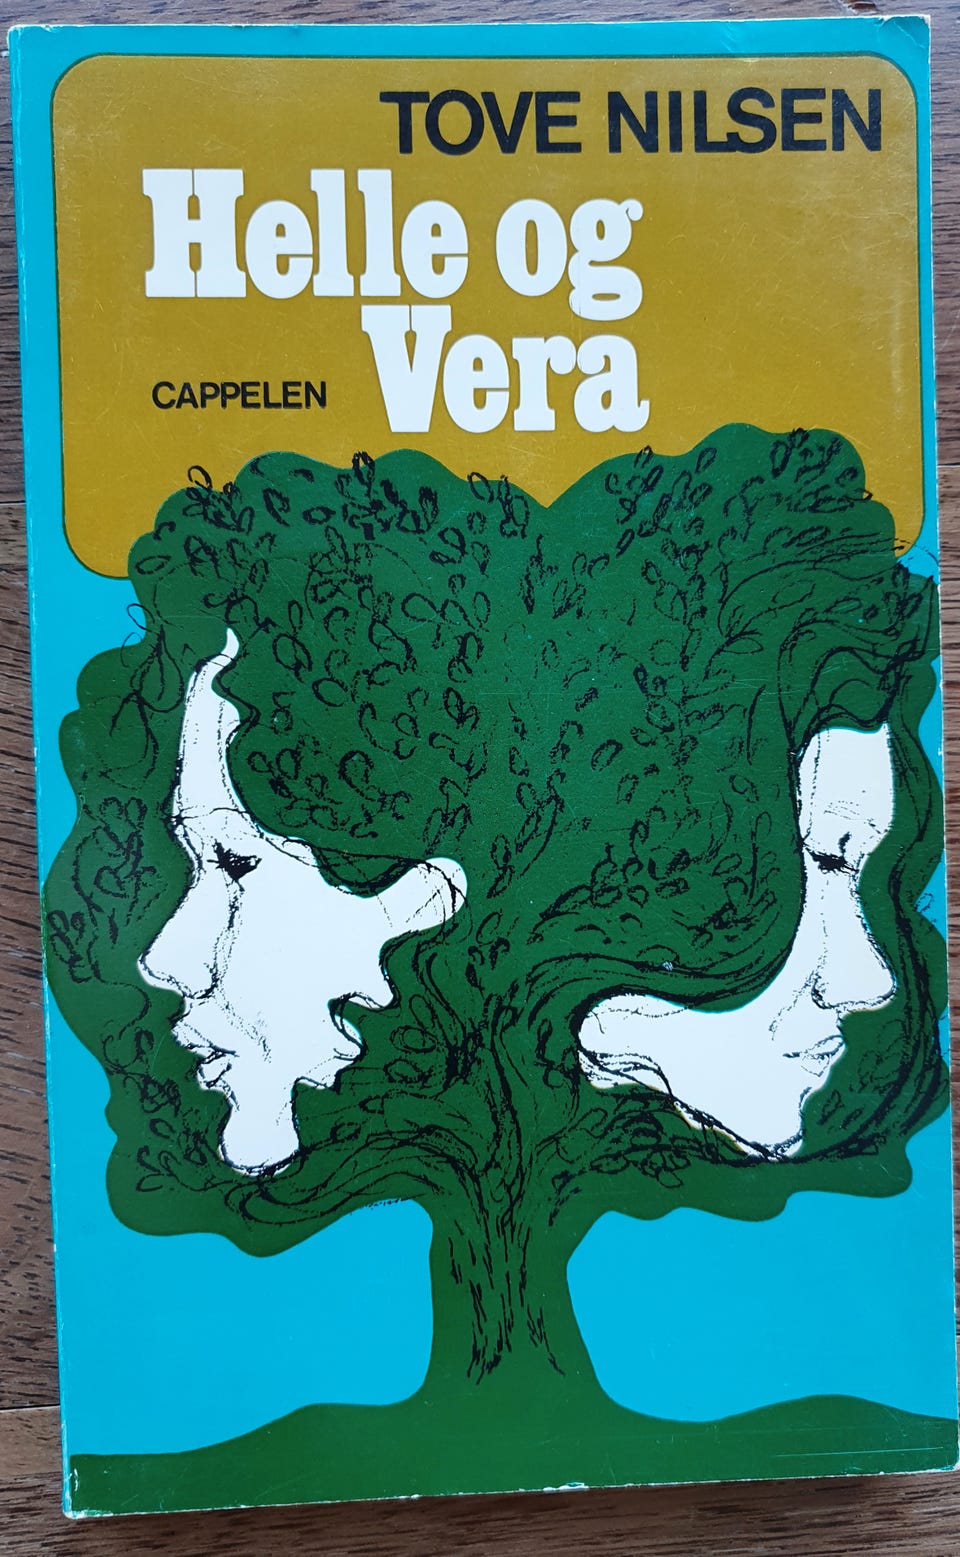 TOVE NILSEN
Helle og
Vera
CAPPELEN